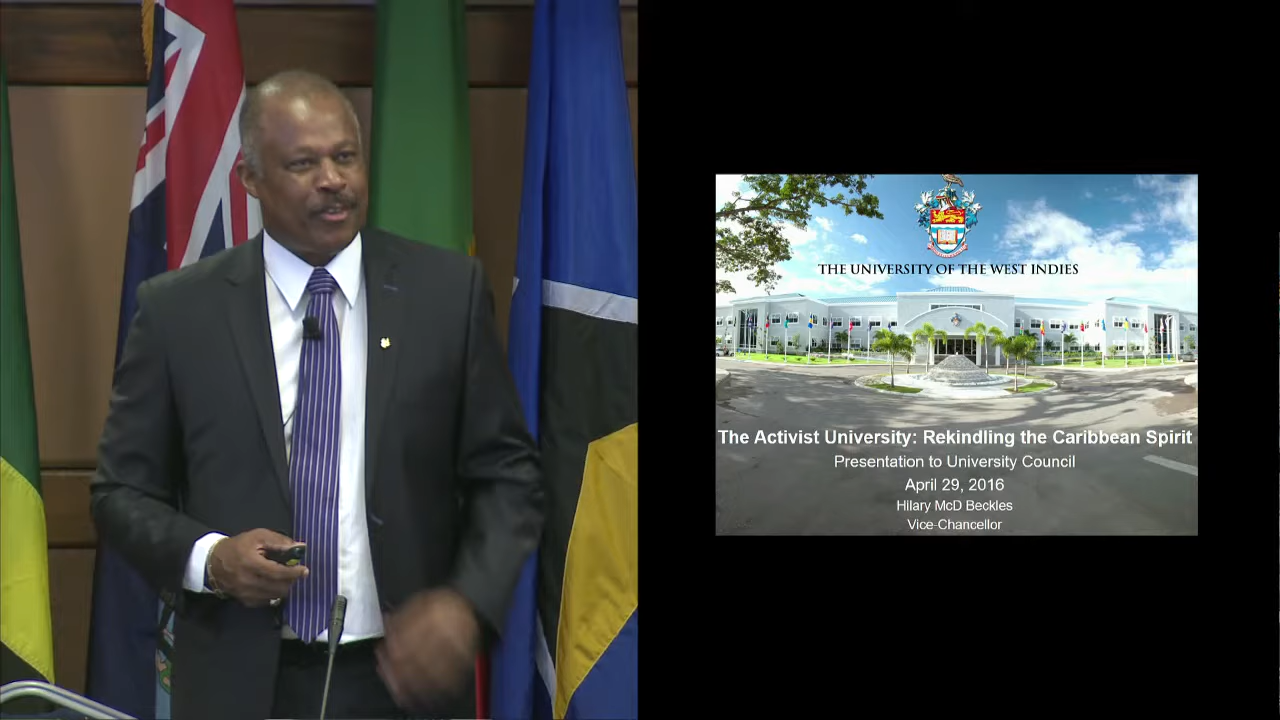 THE UNIVERSITY OF THE WEST INDIES
The Activist University: Rekindling the Caribbean Spirit
Presentation to University Council
April 29, 2016
Hilary McD Beckles
Vice-Chancellor